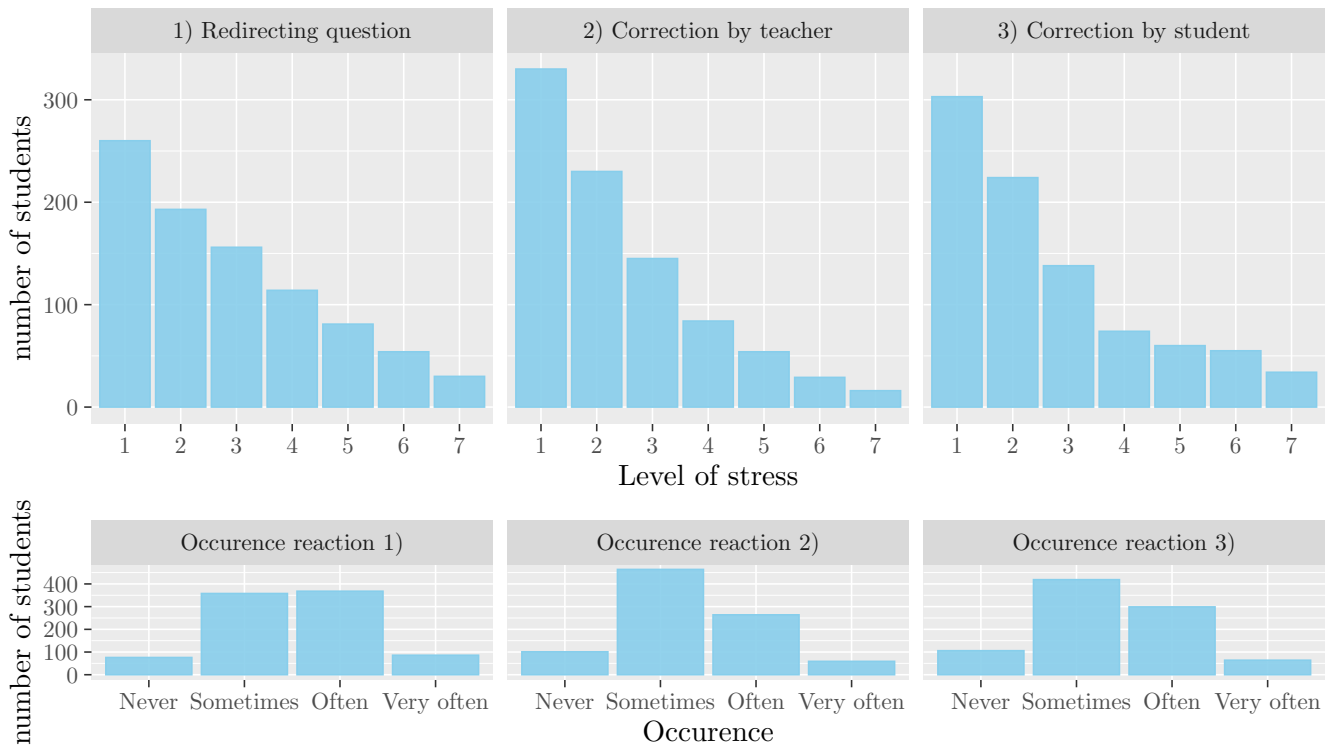 1) Redirecting question
2) Correction by teacher
3) Correction by student
number of students
300
200
100
0
1 2 3 4 5 6 7
1 2 3 4 5 6 7
1 2 3 4 5 6 7
Level of stress
Occurence reaction 1)
Occurence reaction 2)
Occurence reaction 3)
number of students
400
300
200
100
0
Never Sometimes Often Very often
Never Sometimes Often Very often
Never Sometimes Often Very often
Occurence